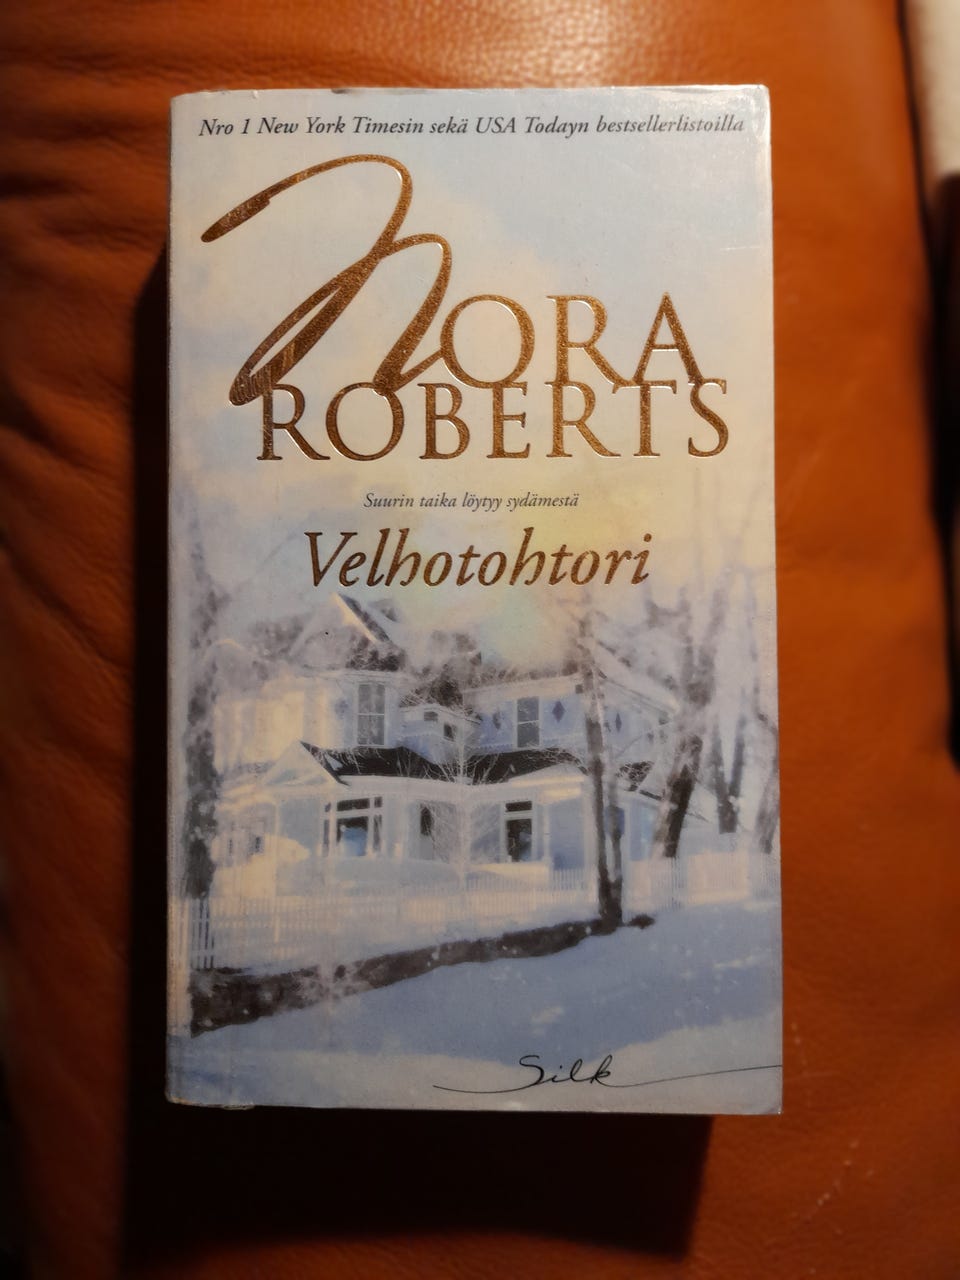 Nro 1 New York Timesin sekä USA Todayn bestsellerlistoilla
NORA
ROBERTS
Suurin taika löytyy sydämestä
Velhotohtori
Silk